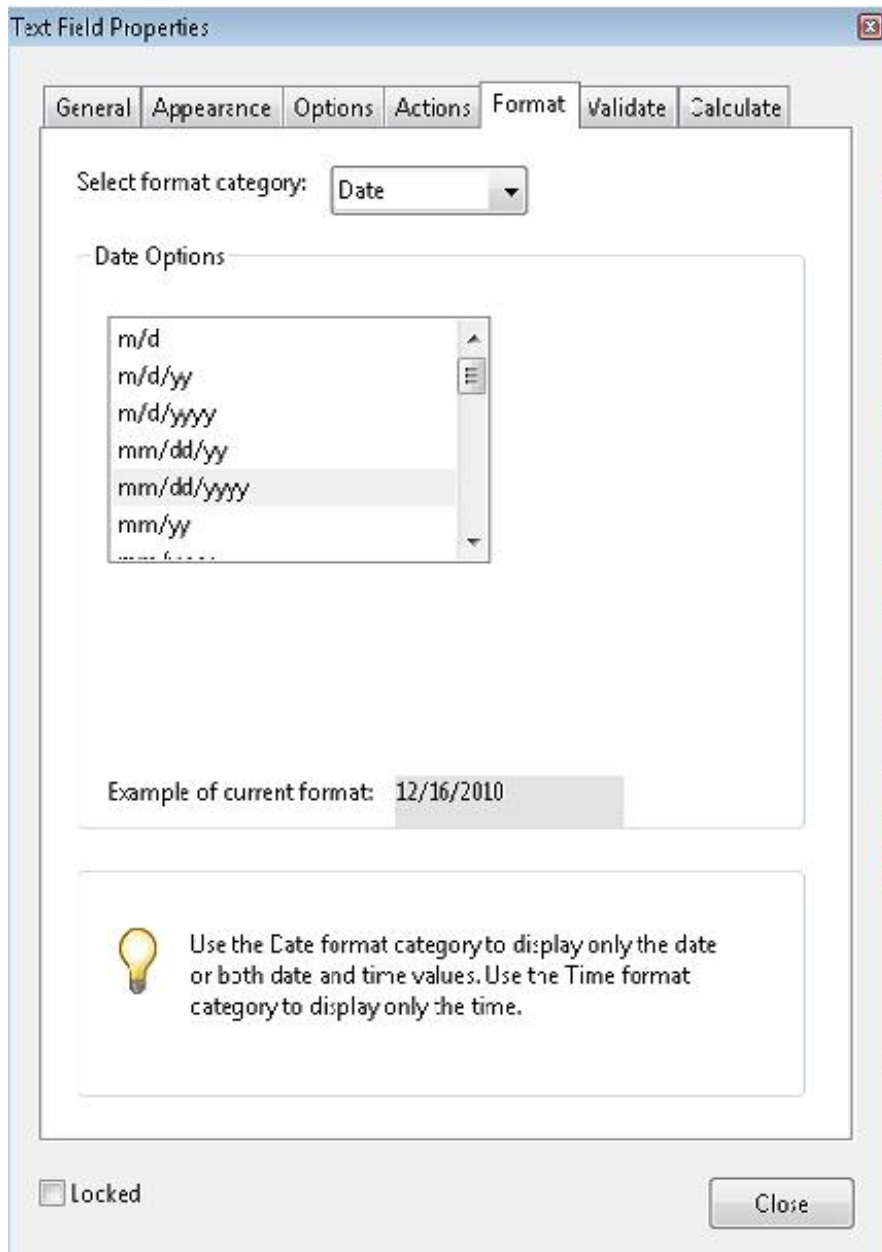 Text Field Properties
General Appearance Options Actions Format Validate Calculate
Select format category: Date
Date Options
m/d
m/d/yy
m/d/yyyy
mm/dd/yy
mm/dd/yyyy
mm/yy
Example of current format: 12/16/2010
Use the Date format category to display only the date
or both date and time values. Use the Time format
category to display only the time.
Locked
Close